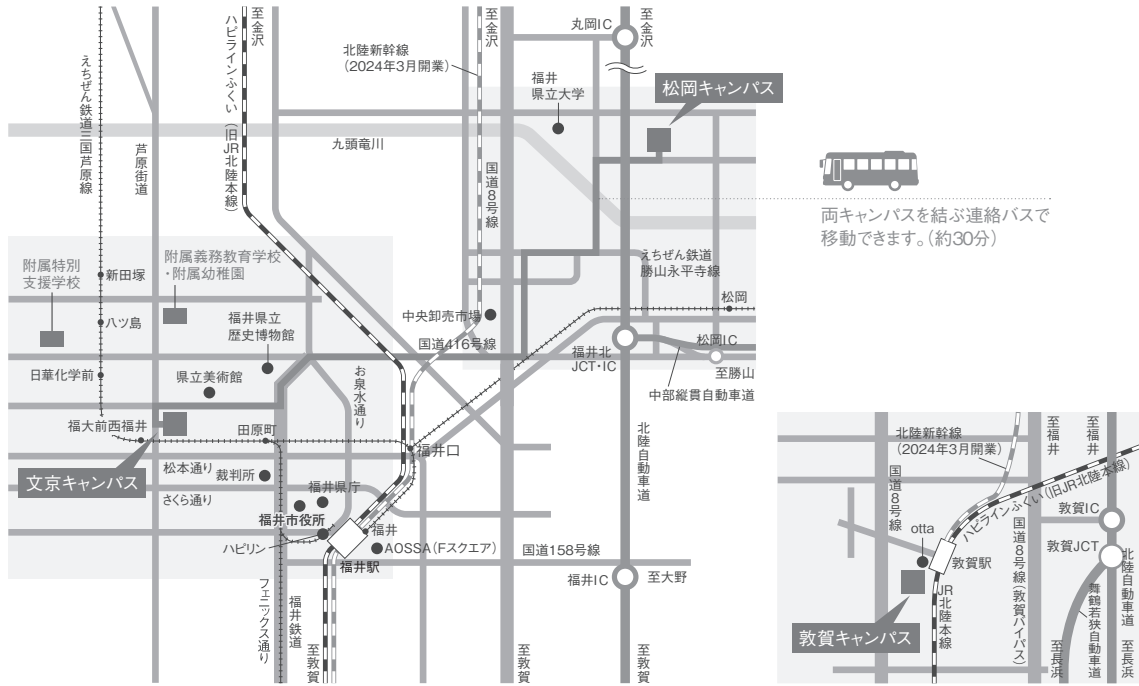 至金沢
ハピラインふくい（旧JR北陸本線）
えちぜん鉄道三国芦原線
芦原街道
北陸新幹線
（2024年3月開業）
至金沢
国道8号線
丸岡IC
至金沢
福井
県立大学
松岡キャンパス
九頭竜川
両キャンパスを結ぶ連絡バスで
移動できます。（約30分）
えちぜん鉄道
勝山永平寺線
松岡
附属特別
支援学校
新田塚
附属義務教育学校
・附属幼稚園
八ツ島
福井県立
歴史博物館
中央卸売市場
国道416号線
福井北
JCT・IC
松岡IC
至勝山
中部縦貫自動車道
日華化学前
県立美術館
お泉水通り
福大前西福井
田原町
福井口
北陸自動車道
文京キャンパス
松本通り
裁判所
さくら通り
福井県庁
福井市役所
ハピリン
福井
福井駅
AOSSA（Fスクエア）
国道158号線
福井IC
至大野
フェニックス通り
福井鉄道
至敦賀
至敦賀
至敦賀
北陸新幹線
（2024年3月開業）
至福井
至福井
国道8号線
ハピラインふくい（旧JR北陸本線）
otta
敦賀駅
敦賀IC
敦賀JCT
国道8号線（敦賀バイパス）
JR北陸本線
敦賀キャンパス
舞鶴若狭自動車道
北陸自動車道
至長浜
至長浜